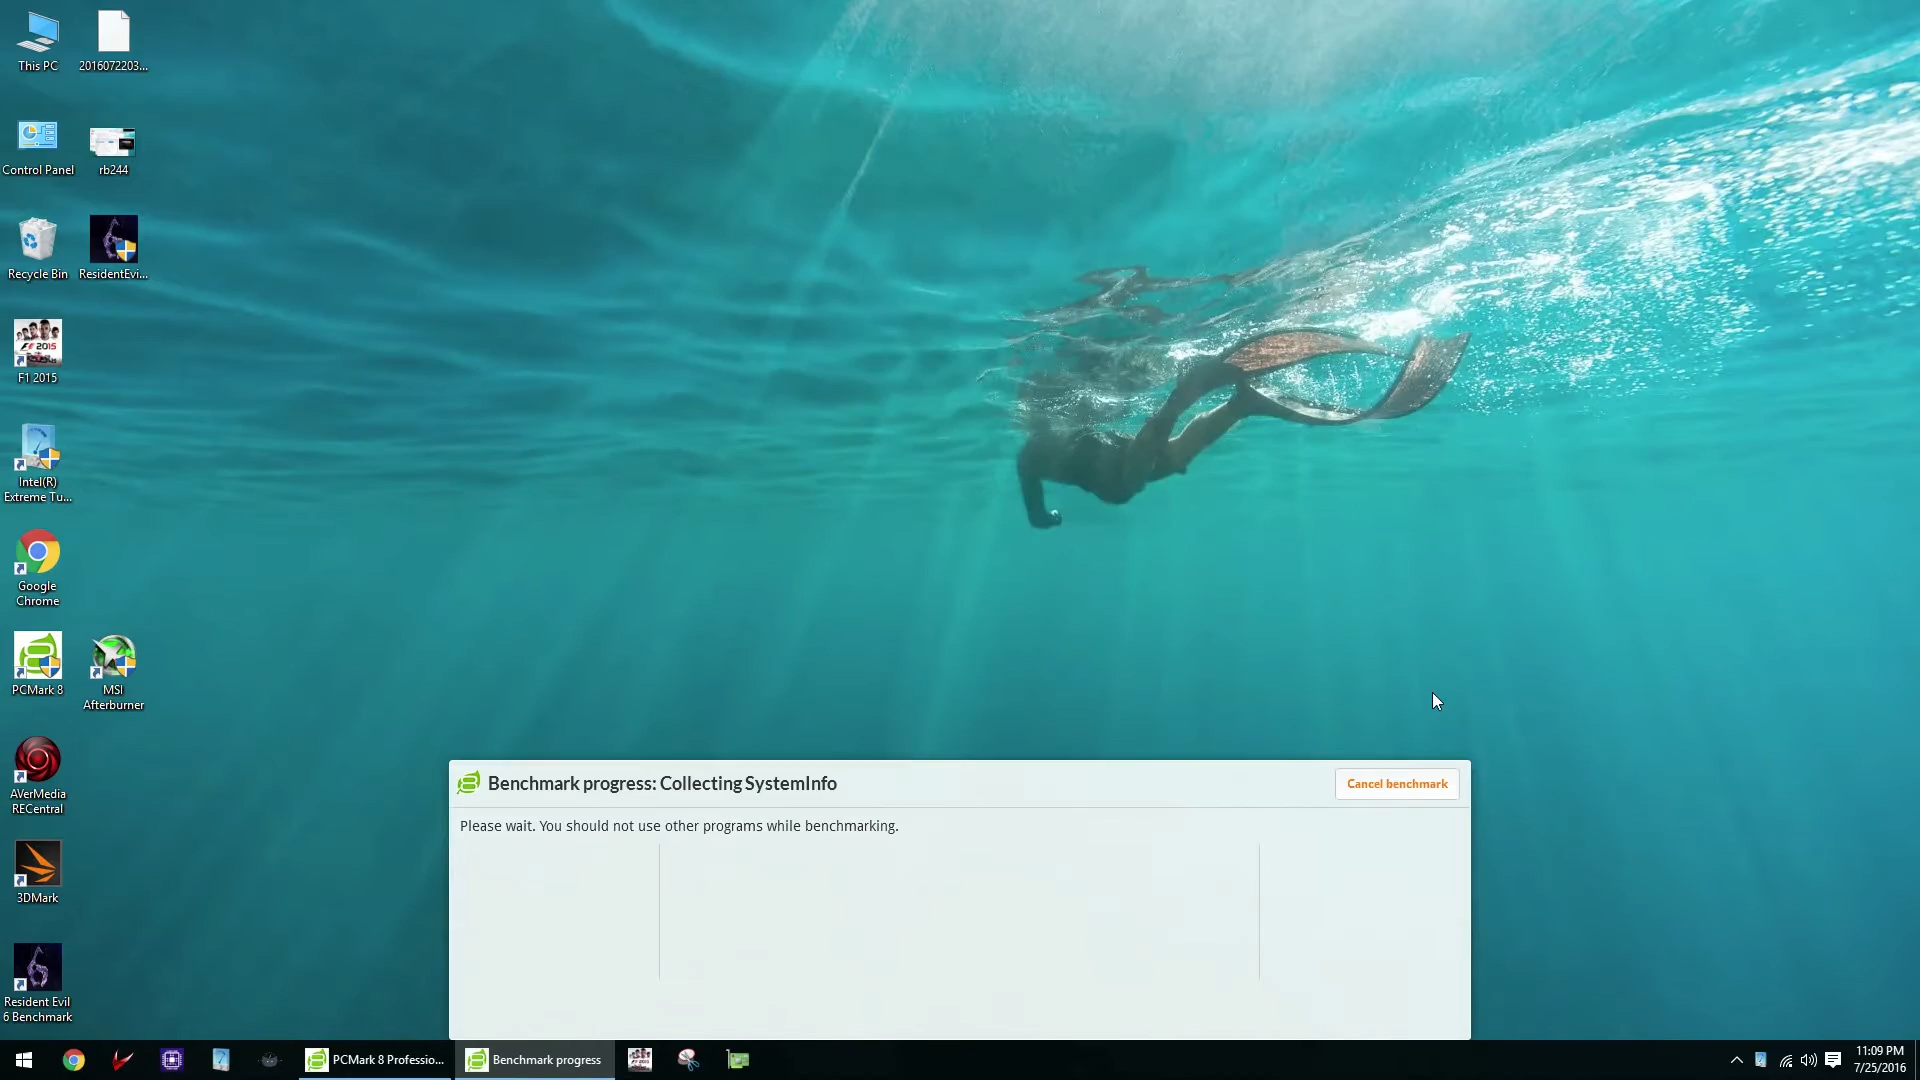 This PC
2016072203...
Control Panel
rb244
Recycle Bin
ResidentEvi...
F1 2015
F1 2015
Intel(R)
Extreme Tu...
Google
Chrome
PCMark 8
MSI
Afterburner
AVerMedia
RECentral
3DMark
Resident Evil
6 Benchmark
Benchmark progress: Collecting SystemInfo
Cancel benchmark
Please wait. You should not use other programs while benchmarking.
PCMark 8 Professio...
Benchmark progress
11:09 PM
7/25/2016